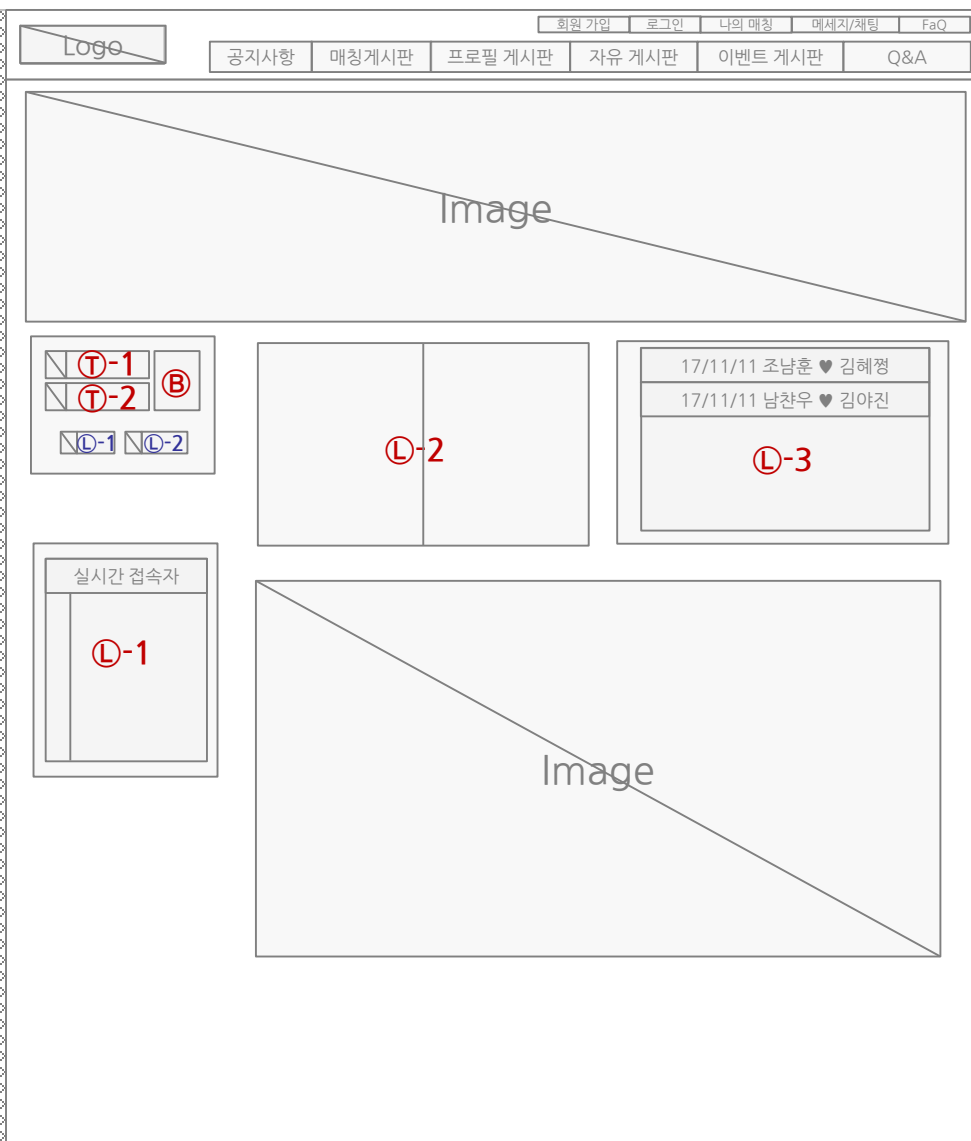 회원 가입 로그인 나의 매칭 메세지/채팅 FaQ
Logo
공지사항 매칭게시판 프로필 게시판 자유 게시판 이벤트 게시판 Q&A
Image
Ⓣ-1
Ⓣ-2
Ⓑ
Ⓛ-1 Ⓛ-2
Ⓛ-2
17/11/11 조냠훈 ♥ 김혜쩡
17/11/11 남챤우 ♥ 김야진
Ⓛ-3
실시간 접속자
Ⓛ-1
Image